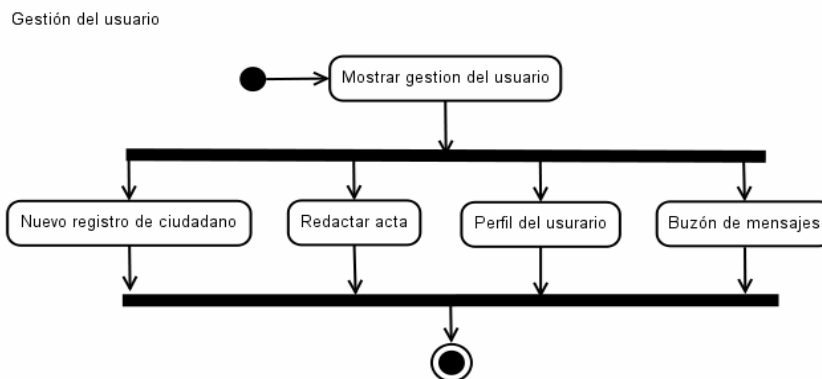 Gestión del usuario
Mostrar gestion del usuario
Nuevo registro de ciudadano
Redactar acta
Perfil del usurario
Buzón de mensajes